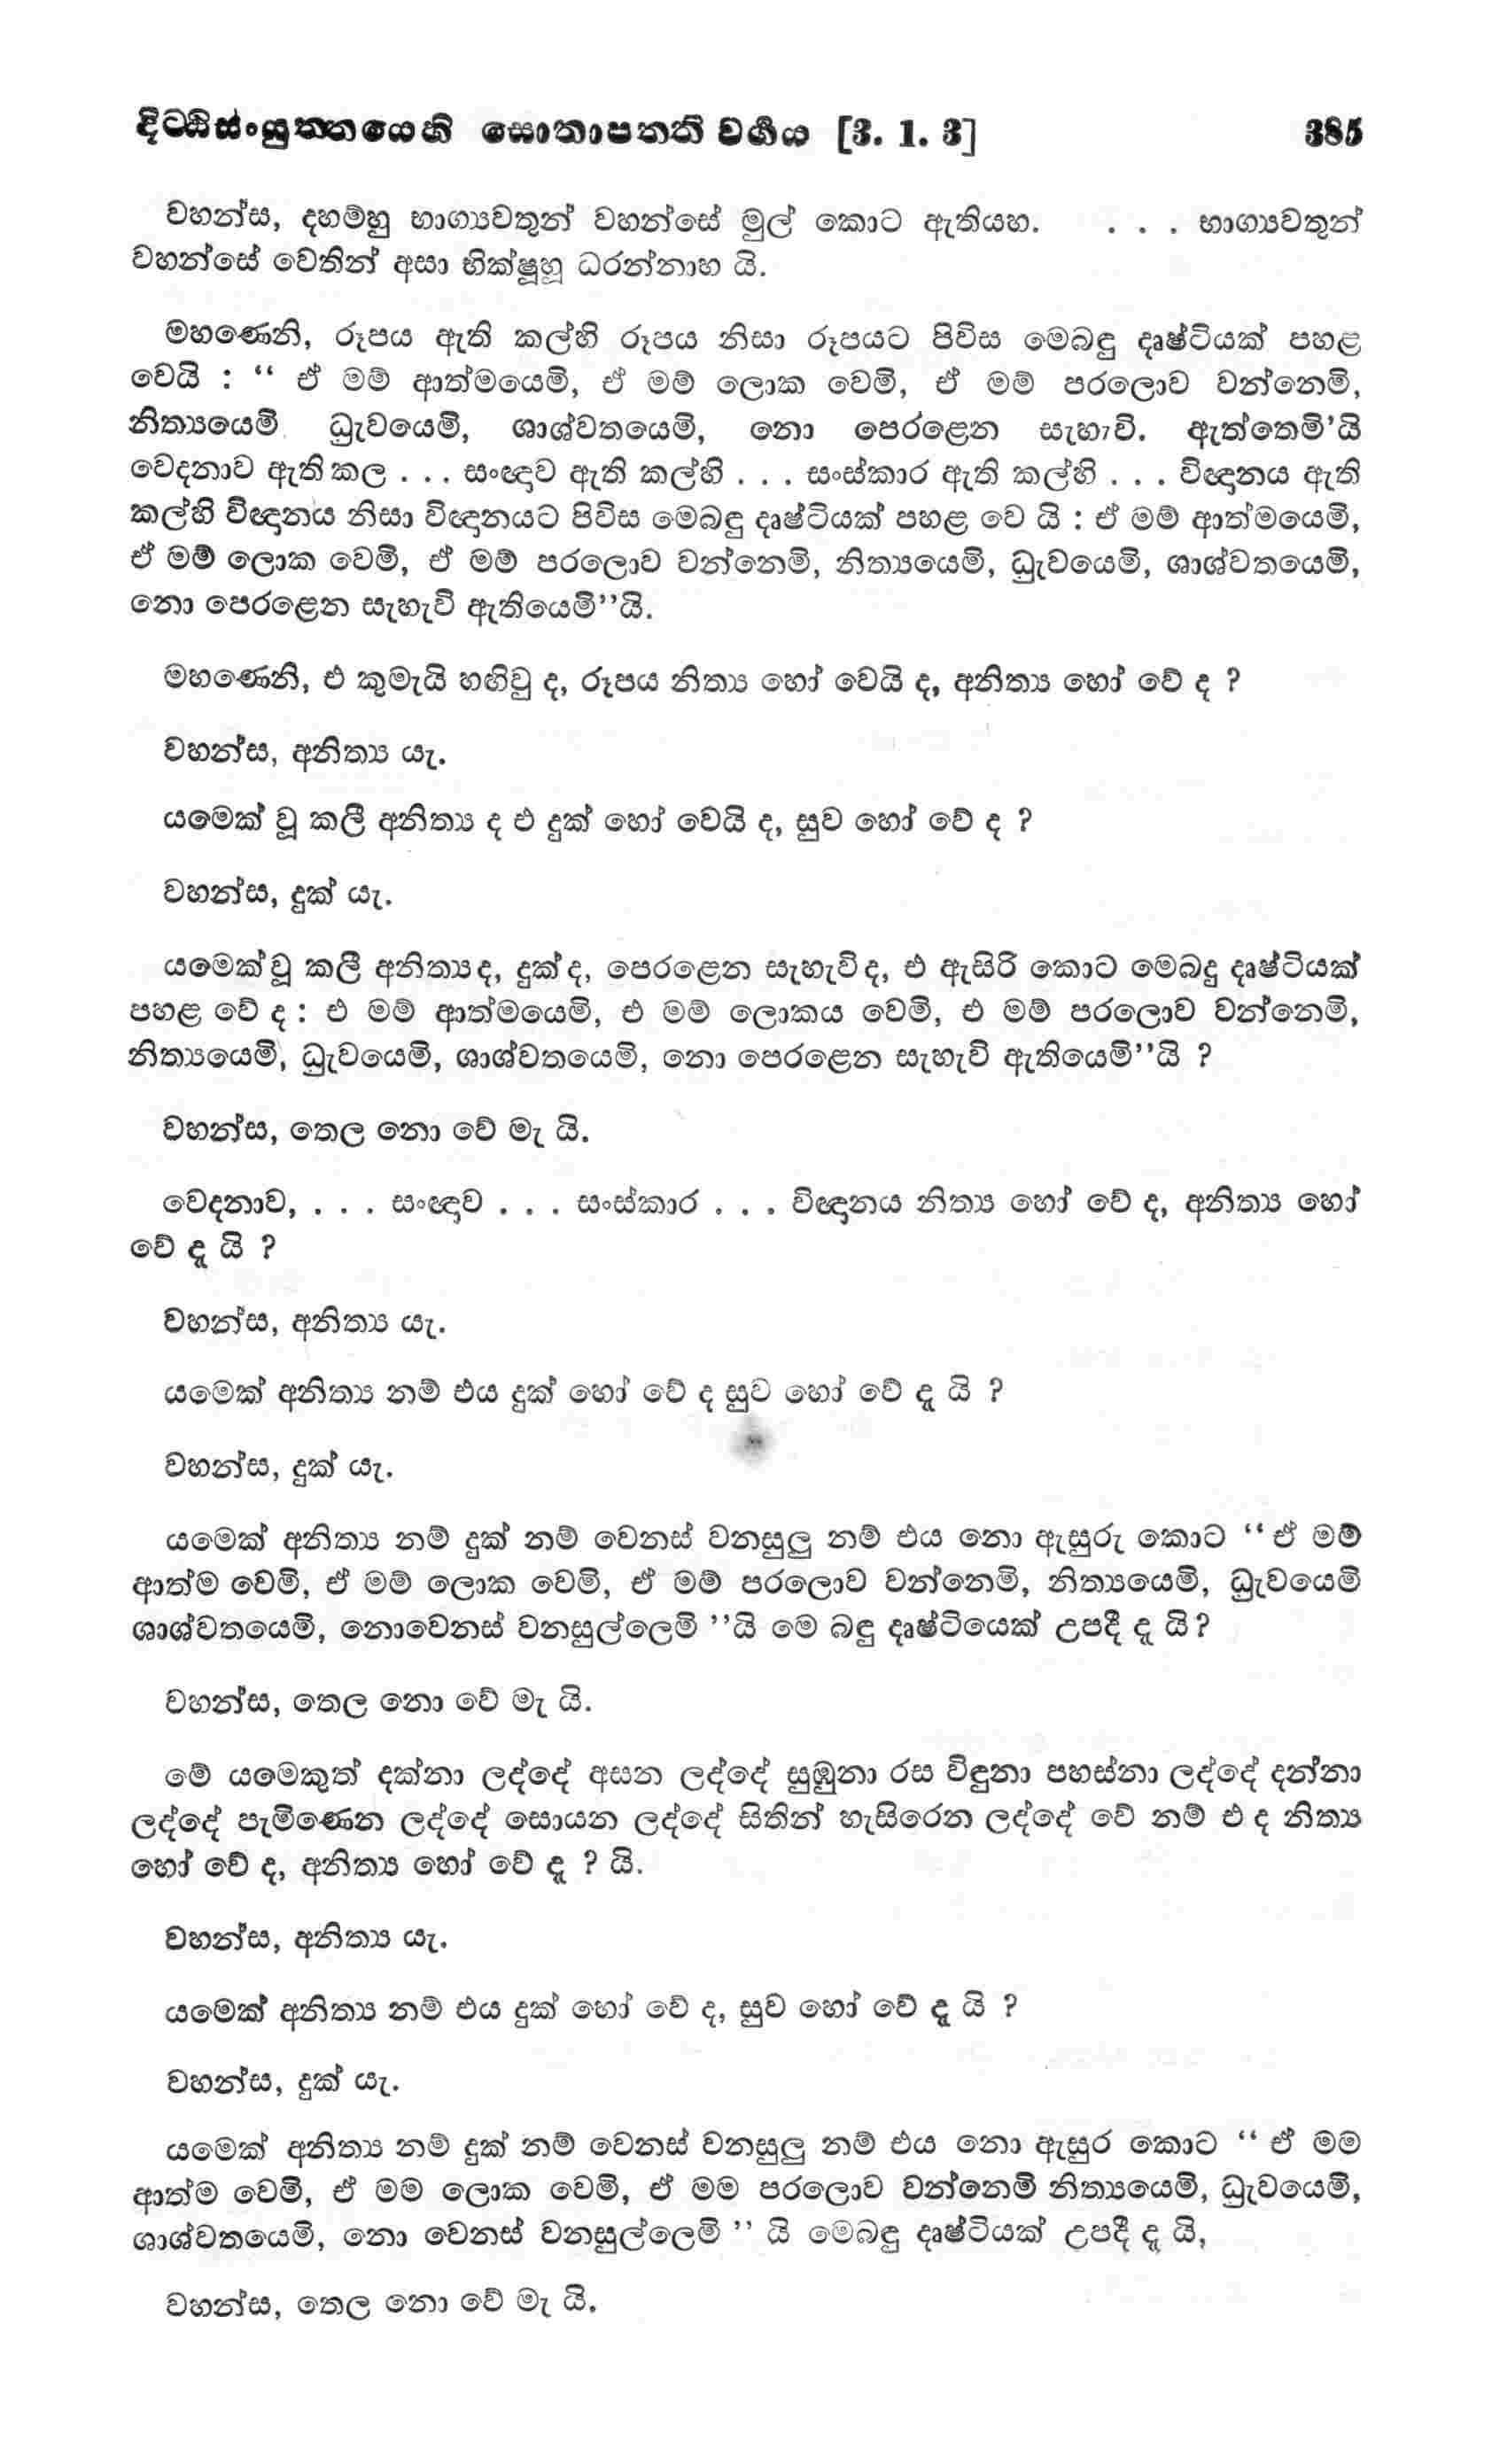 දිට්ඨිසංයුත්තයෙහි සොතාපත්ති වර්‍ගය [3. 1. 3] 385
වහන්ස, දහම්හු භාග්‍යවතුන් වහන්සේ මුල් කොට ඇතියහ. . . . භාග්‍යවතුන්
වහන්සේ වෙතින් අසා භික්ෂූහූ ධරන්නාහ යි.
මහණෙනි, රූපය ඇති කල්හි රූපය නිසා රූපයට පිවිස මෙබඳු දෘෂ්ටියක් පහළ
වෙයි : “ ඒ මම් ආත්මයෙමි, ඒ මම් ලොක වෙමි, ඒ මම් පරලොව වන්නෙමි,
නිත්‍යයෙමි. ධ්‍රැවයෙමි, ශාශ්වතයෙමි, නො පෙරළෙන සැහැවි. ඇත්තෙමි’යි
වෙදනාව ඇති කල . . . සංඥාව ඇති කල්හි . . . සංස්කාර ඇති කල්හි . . . විඥානය ඇති
කල්හි විඥානය නිසා විඥානයට පිවිස මෙබඳු දෘෂ්ටියක් පහළ වෙ යි : ඒ මම් ආත්මයෙමි,
ඒ මම් ලොක වෙමි, ඒ මම් පරලොව වන්නෙමි, නිත්‍යයෙමි, ධ්‍රැවයෙමි, ශාශ්වතයෙමි,
නො පෙරළෙන සැහැවි ඇතියෙමි’’යි.
මහණෙනි, එ කුමැයි හඟිවු ද, රූපය නිත්‍ය හෝ වෙයි ද, අනිත්‍ය හෝ වේ ද ?
වහන්ස, අනිත්‍ය යැ.
යමෙක් වූ කලී අනිත්‍ය ද එ දුක් හෝ වෙයි ද, සුව හෝ වේ ද ?
වහන්ස, දුක් යැ.
යමෙක් වූ කලී අනිත්‍ය ද, දුක් ද, පෙරළෙන සැහැවි ද, එ ඇසිරි කොට මෙබදු දෘෂ්ටියක්
පහළ වේ ද : එ මම් ආත්මයෙමි, එ මම් ලොකය වෙමි, එ මම් පරලොව වන්නෙමි,
නිත්‍යයෙමි, ධ්‍රැවයෙමි, ශාශ්වතයෙමි, නො පෙරළෙන සැහැවි ඇතියෙමි’’යි ?
වහන්ස, තෙල නො වේ මැ යි.
වෙදනාව, . . . සංඥාව . . . සංස්කාර . . . විඥානය නිත්‍ය හෝ වේ ද, අනිත්‍ය හෝ
වේ දැ යි ?
වහන්ස, අනිත්‍ය යැ.
යමෙක් අනිත්‍ය නම් එය දුක් හෝ වේ ද සුව හෝ වේ දැ යි ?
වහන්ස, දුක් යැ.
යමෙක් අනිත්‍ය නම් දුක් නම් වෙනස් වනසුලු නම් එය නො ඇසුරු කොට “ ඒ මම්
ආත්ම වෙමි, ඒ මම් ලොක වෙමි, ඒ මම් පරලොව වන්නෙමි, නිත්‍යයෙමි, ධ්‍රැවයෙමි
ශාශ්වතයෙමි, නොවෙනස් වනසුල්ලෙමි ’’යි මෙ බඳු දෘෂ්ටියෙක් උපදී දැ යි?
වහන්ස, තෙල නො වේ මැ යි.
මේ යමෙකුත් දක්නා ලද්දේ අසන ලද්දේ සුඹුනා රස විඳුනා පහස්නා ලද්දේ දන්නා
ලද්දේ පැමිණෙන ලද්දේ සොයන ලද්දේ සිතින් හැසිරෙන ලද්දේ වේ නම් එ ද නිත්‍ය
හෝ වේ ද, අනිත්‍ය හෝ වේ දැ ? යි.
වහන්ස, අනිත්‍ය යැ.
යමෙක් අනිත්‍ය නම් එය දුක් හෝ වේ ද, සුව හෝ වේ දැ යි ?
වහන්ස, දුක් යැ.
යමෙක් අනිත්‍ය නම් දුක් නම් වෙනස් වනසුලු නම් එය නො ඇසුර කොට “ ඒ මම
ආත්ම වෙමි, ඒ මම ලොක වෙමි, ඒ මම පරලොව වන්නෙමි නිත්‍යයෙමි, ධ්‍රැවයෙමි,
ශාශ්වතයෙමි, නො වෙනස් වනසුල්ලෙමි ’’ යි මෙබඳු දෘෂ්ටියක් උපදී දැ යි,
වහන්ස, තෙල නො වේ මැ යි.